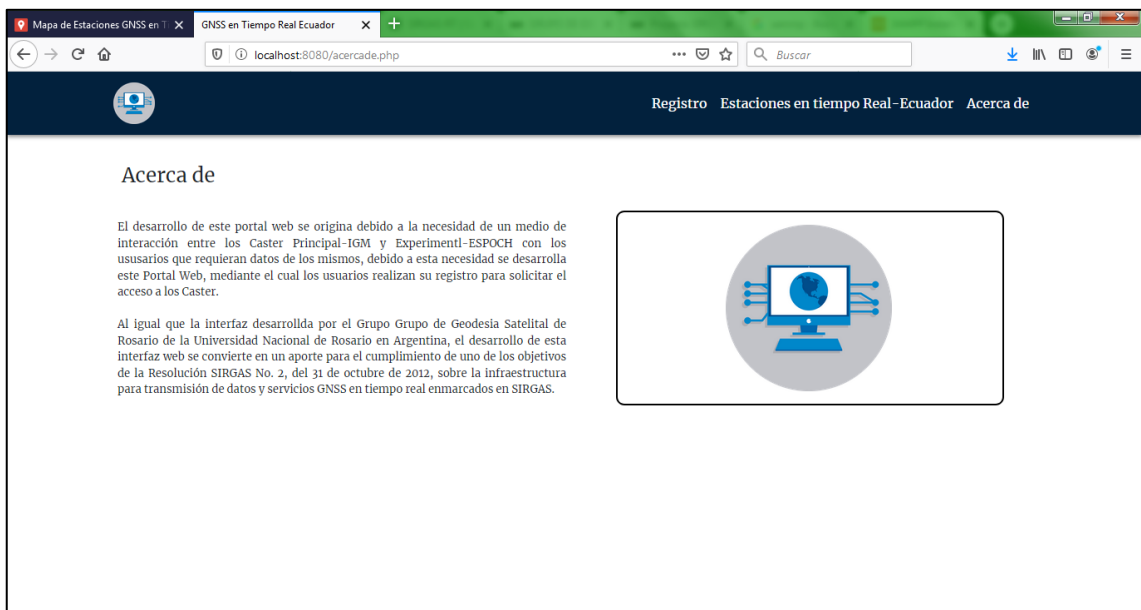 Mapa de Estaciones GNSS en T
GNSS en Tiempo Real Ecuador
localhost:8080/acercade.php
Buscar
Registro Estaciones en tiempo Real-Ecuador Acerca de
Acerca de
El desarrollo de este portal web se origina debido a la necesidad de un medio de
interacción entre los Caster Principal-IGM y Experimentl-ESPOCH con los
ususarios que requieran datos de los mismos, debido a esta necesidad se desarrolla
este Portal Web, mediante el cual los usuarios realizan su registro para solicitar el
acceso a los Caster.
Al igual que la interfaz desarrollda por el Grupo Grupo de Geodesia Satelital de
Rosario de la Universidad Nacional de Rosario en Argentina, el desarrollo de esta
interfaz web se convierte en un aporte para el cumplimiento de uno de los objetivos
de la Resolución SIRGAS No. 2, del 31 de octubre de 2012, sobre la infraestructura
para transmisión de datos y servicios GNSS en tiempo real enmarcados en SIRGAS.